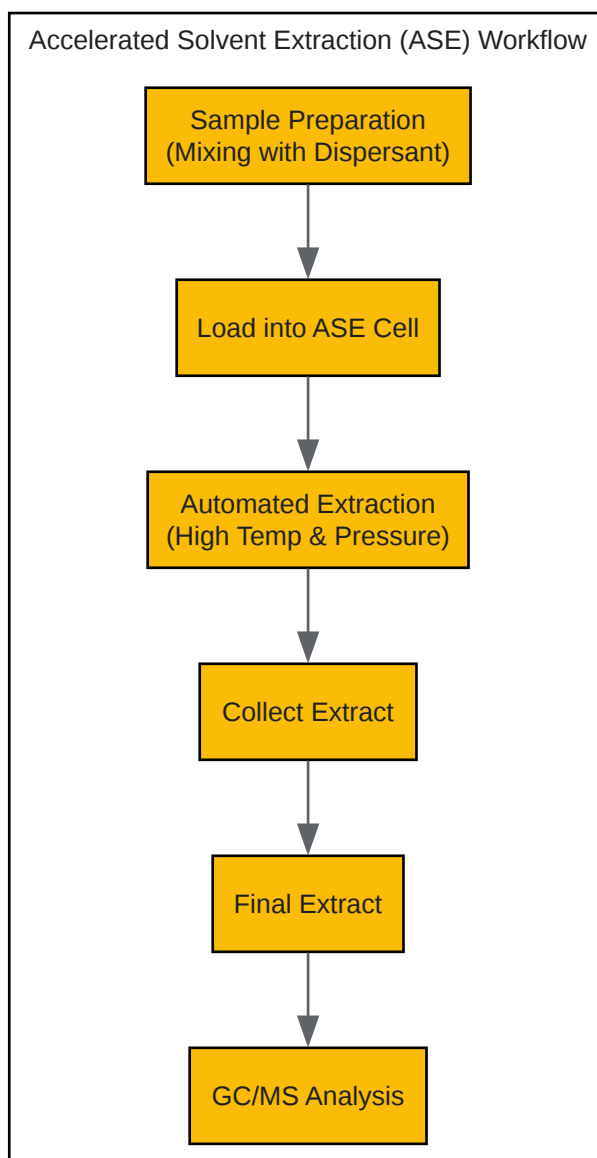 Accelerated Solvent Extraction (ASE) Workflow
Sample Preparation
(Mixing with Dispersant)
Load into ASE Cell
Automated Extraction
(High Temp & Pressure)
Collect Extract
Final Extract
GC/MS Analysis